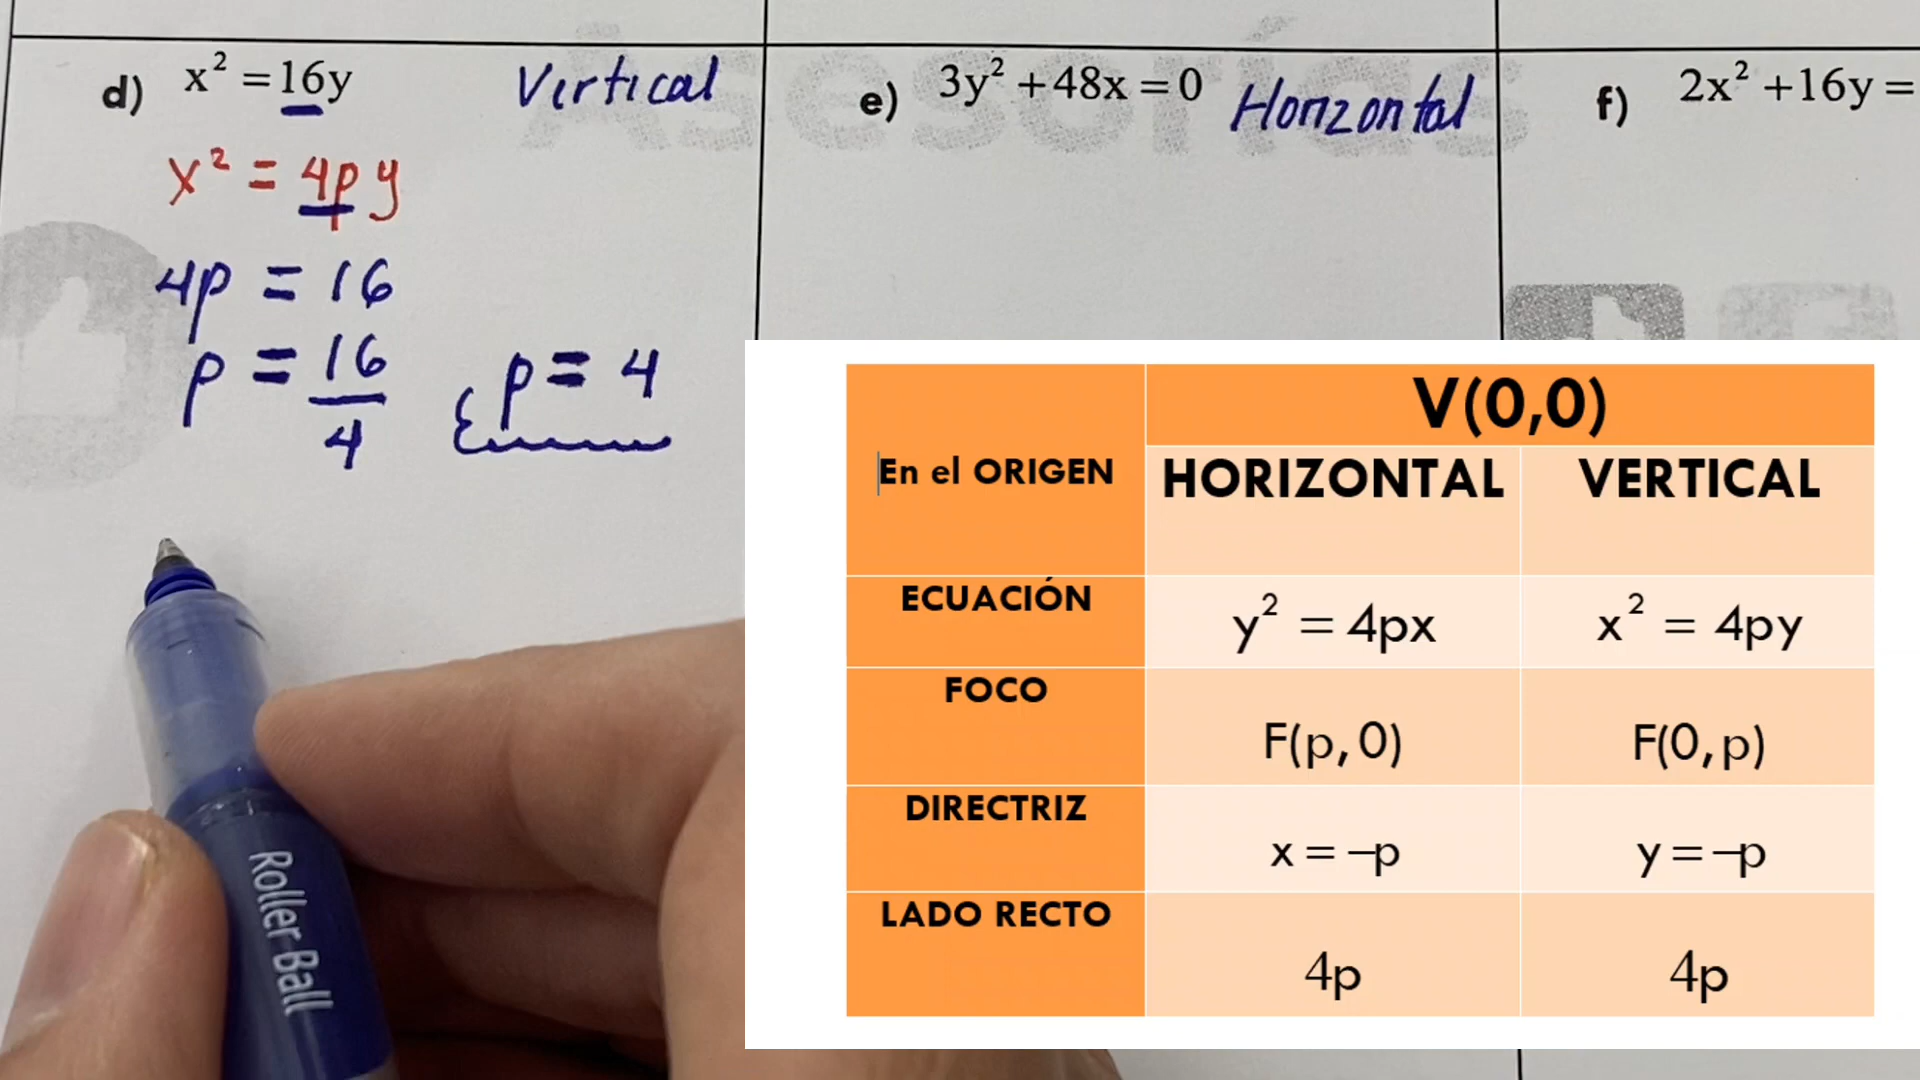 d) x² = 16y Vertical
x² = 4py
4p = 16
p = 16/4 p = 4
e) 3y² + 48x = 0 Horizontal
f) 2x² + 16y =
Asesorías
Roller Ball
V(0,0)
En el ORIGEN HORIZONTAL VERTICAL
ECUACIÓN y² = 4px x² = 4py
FOCO F(p,0) F(0,p)
DIRECTRIZ x = –p y = –p
LADO RECTO 4p 4p